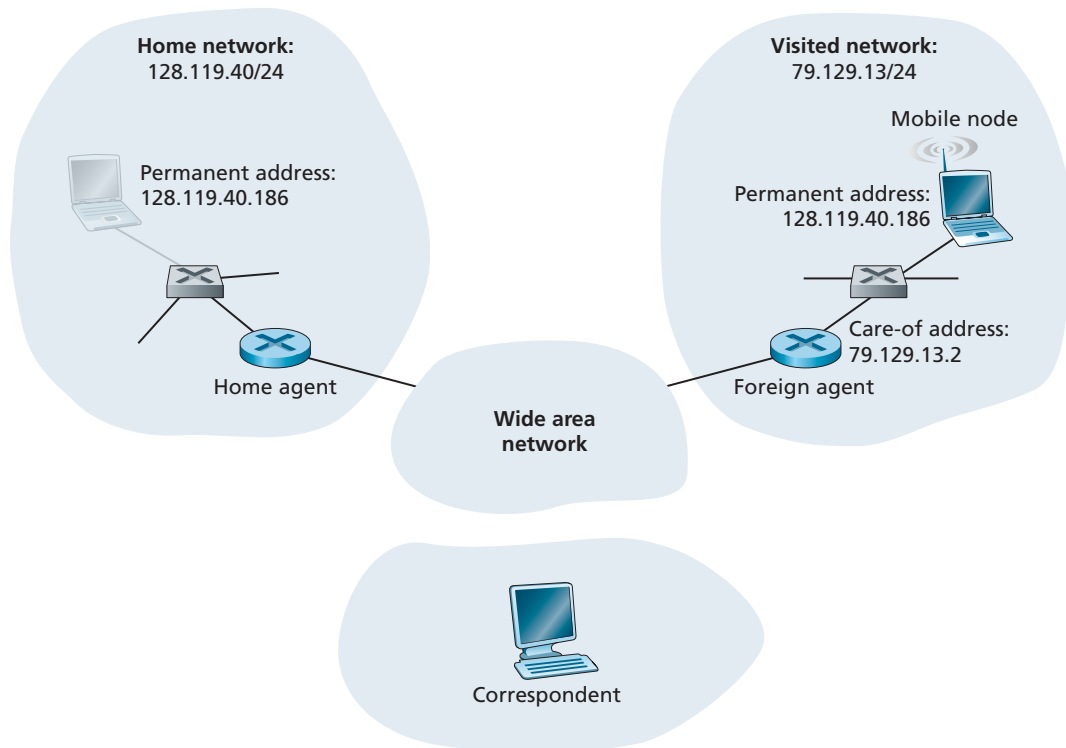 Home network:
128.119.40/24
Visited network:
79.129.13/24
Mobile node
Permanent address:
128.119.40.186
Permanent address:
128.119.40.186
Care-of address:
79.129.13.2
Home agent
Foreign agent
Wide area
network
Correspondent